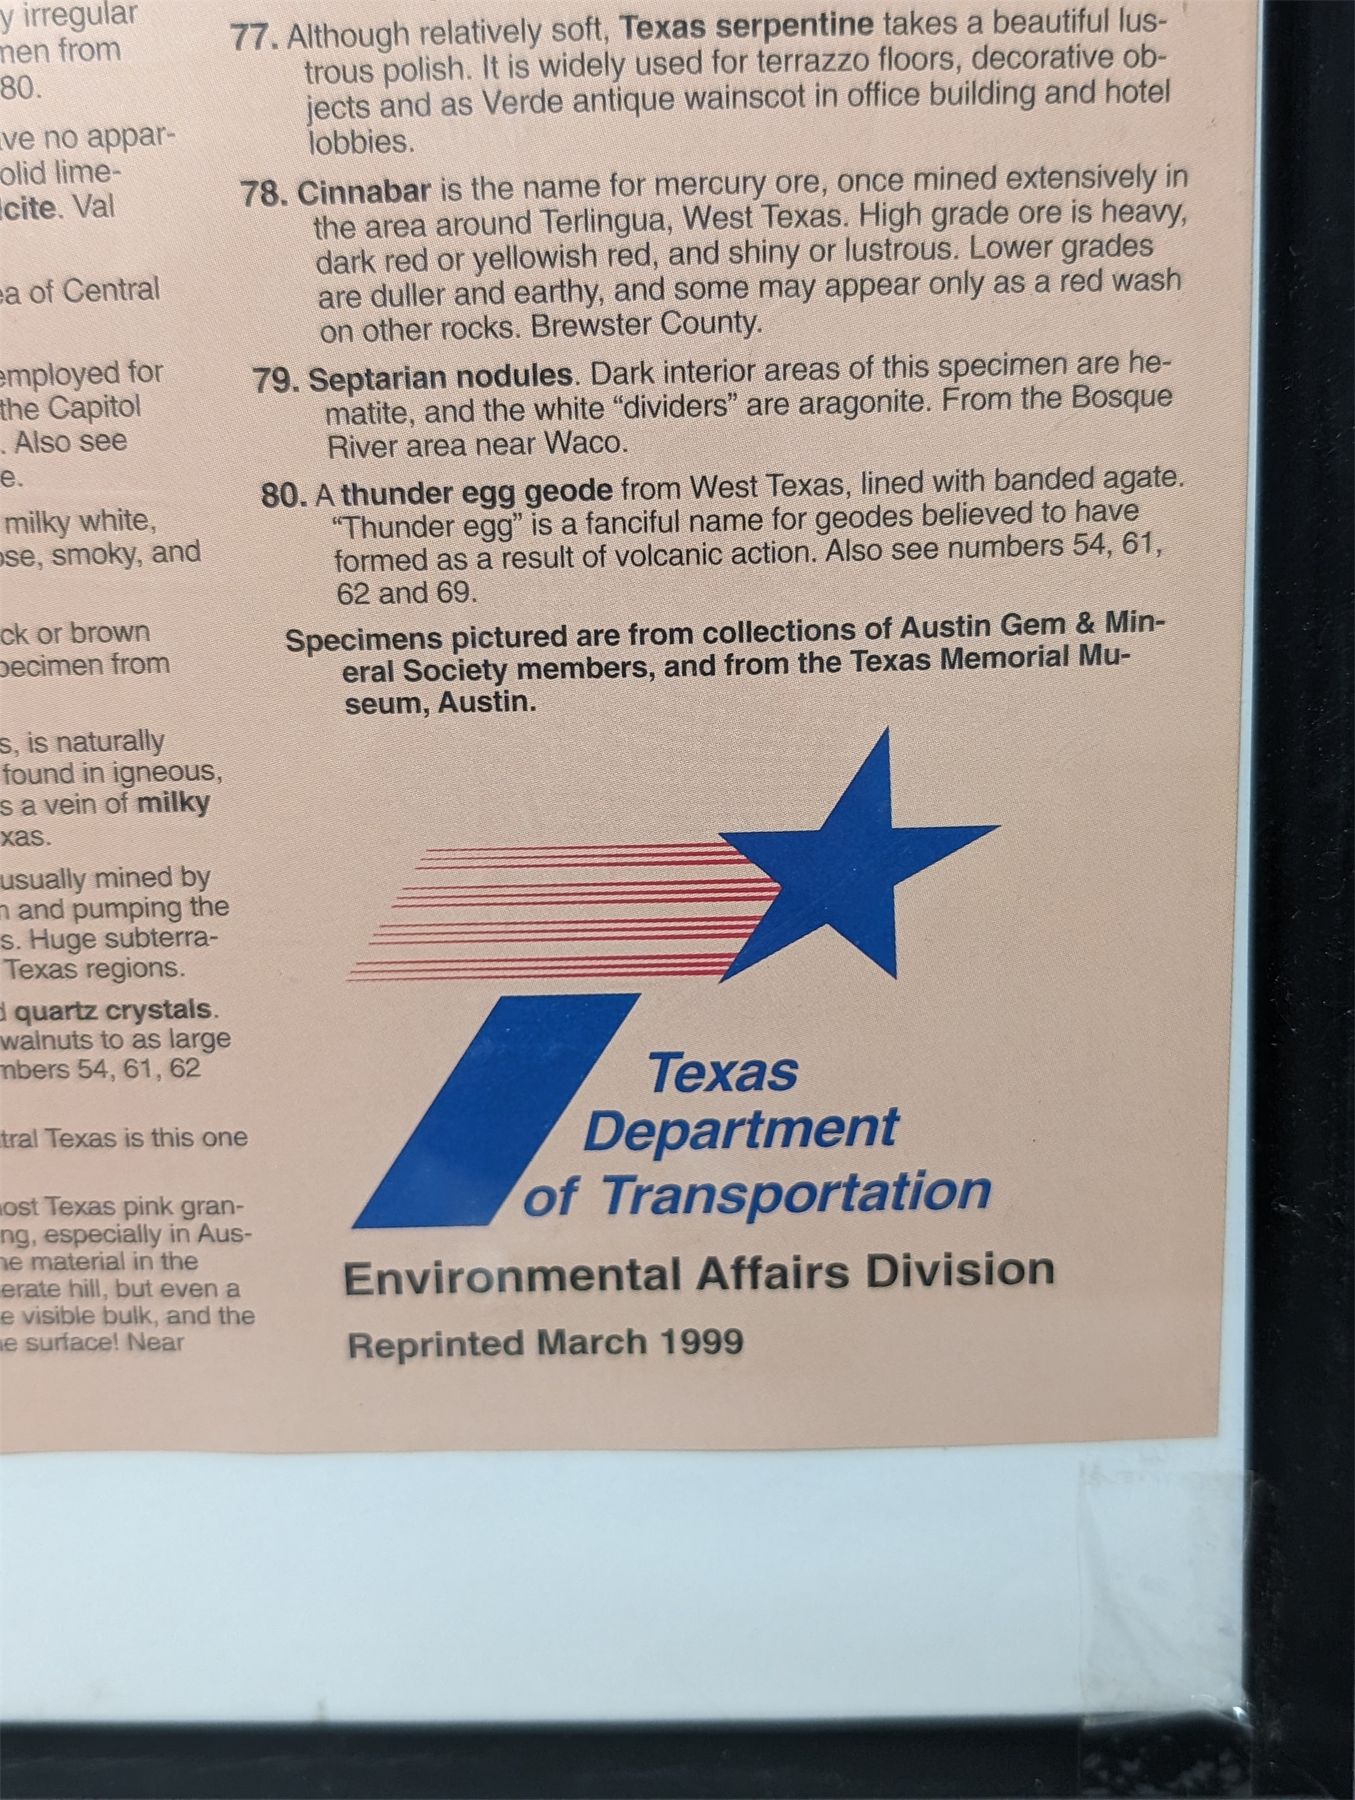 y irregular
men from
80.
ve no appar-
olid lime-
lcite. Val
ea of Central
employed for
the Capitol
. Also see
e.
milky white,
ose, smoky, and
ck or brown
pecimen from
s, is naturally
found in igneous,
s a vein of milky
xas.
usually mined by
n and pumping the
s. Huge subterra-
Texas regions.
d quartz crystals.
walnuts to as large
mbers 54, 61, 62
tral Texas is this one
most Texas pink gran-
ng, especially in Aus-
he material in the
erate hill, but even a
e visible bulk, and the
he surface! Near
77. Although relatively soft, Texas serpentine takes a beautiful lus-
trous polish. It is widely used for terrazzo floors, decorative ob-
jects and as Verde antique wainscot in office building and hotel
lobbies.
78. Cinnabar is the name for mercury ore, once mined extensively in
the area around Terlingua, West Texas. High grade ore is heavy,
dark red or yellowish red, and shiny or lustrous. Lower grades
are duller and earthy, and some may appear only as a red wash
on other rocks. Brewster County.
79. Septarian nodules. Dark interior areas of this specimen are he-
matite, and the white “dividers” are aragonite. From the Bosque
River area near Waco.
80. A thunder egg geode from West Texas, lined with banded agate.
“Thunder egg” is a fanciful name for geodes believed to have
formed as a result of volcanic action. Also see numbers 54, 61,
62 and 69.
Specimens pictured are from collections of Austin Gem & Min-
eral Society members, and from the Texas Memorial Mu-
seum, Austin.
Texas
Department
of Transportation
Environmental Affairs Division
Reprinted March 1999